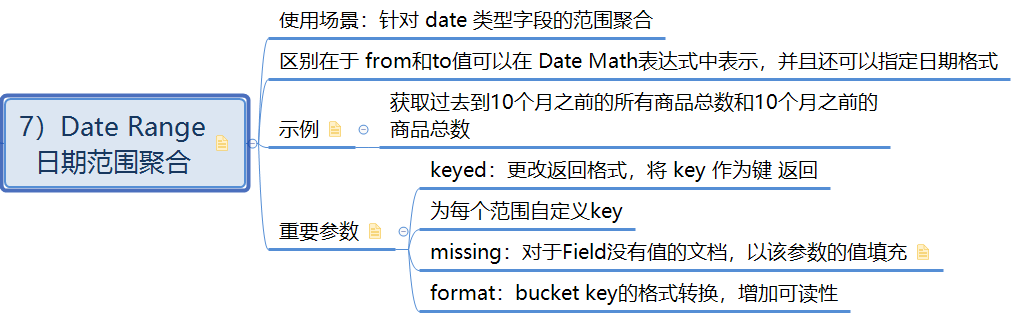 7）Date Range
日期范围聚合
使用场景：针对 date 类型字段的范围聚合
区别在于 from和to值可以在 Date Math表达式中表示，并且还可以指定日期格式
示例
获取过去到10个月之前的所有商品总数和10个月之前的
商品总数
重要参数
keyed：更改返回格式，将 key 作为键 返回
为每个范围自定义key
missing：对于Field没有值的文档，以该参数的值填充
format：bucket key的格式转换，增加可读性